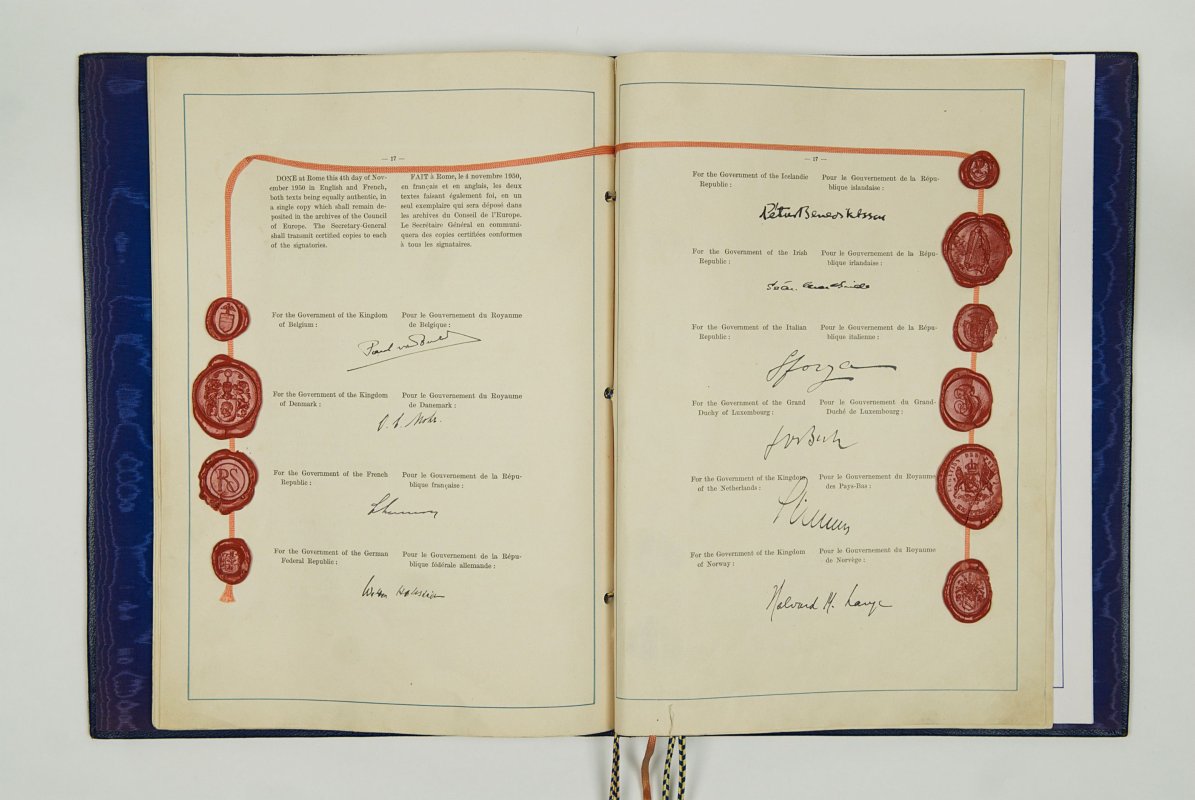 — 17 —
DONE at Rome this 4th day of Nov-
ember 1950 in English and French,
both texts being equally authentic, in
a single copy which shall remain de-
posited in the archives of the Council
of Europe. The Secretary-General
shall transmit certified copies to each
of the signatories.
FAIT à Rome, le 4 novembre 1950,
en français et en anglais, les deux
textes faisant également foi, en un
seul exemplaire qui sera déposé dans
les archives du Conseil de l'Europe.
Le Secrétaire Général en communi-
quera des copies certifiées conformes
à tous les signataires.
For the Government of the Kingdom
of Belgium :
Pour le Gouvernement du Royaume
de Belgique :
Paul
For the Government of the Kingdom
of Denmark :
Pour le Gouvernement du Royaume
de Danemark :
For the Government of the French
Republic :
Pour le Gouvernement de la Répu-
blique française :
RS
For the Government of the German
Federal Republic :
Pour le Gouvernement de la Répu-
blique fédérale allemande :
— 17 —
For the Government of the Icelandic
Republic :
Pour le Gouvernement de la Répu-
blique islandaise :
Pétur Benediktsson
For the Government of the Irish
Republic :
Pour le Gouvernement de la Répu-
blique irlandaise :
For the Government of the Italian
Republic :
Pour le Gouvernement de la Répu-
blique italienne :
Sforza
For the Government of the Grand
Duchy of Luxembourg :
Pour le Gouvernement du Grand-
Duché de Luxembourg :
Jos Bech
For the Government of the Kingdom
of the Netherlands :
Pour le Gouvernement du Royaume
des Pays-Bas :
For the Government of the Kingdom
of Norway :
Pour le Gouvernement du Royaume
de Norvège :
Halvard M. Lange